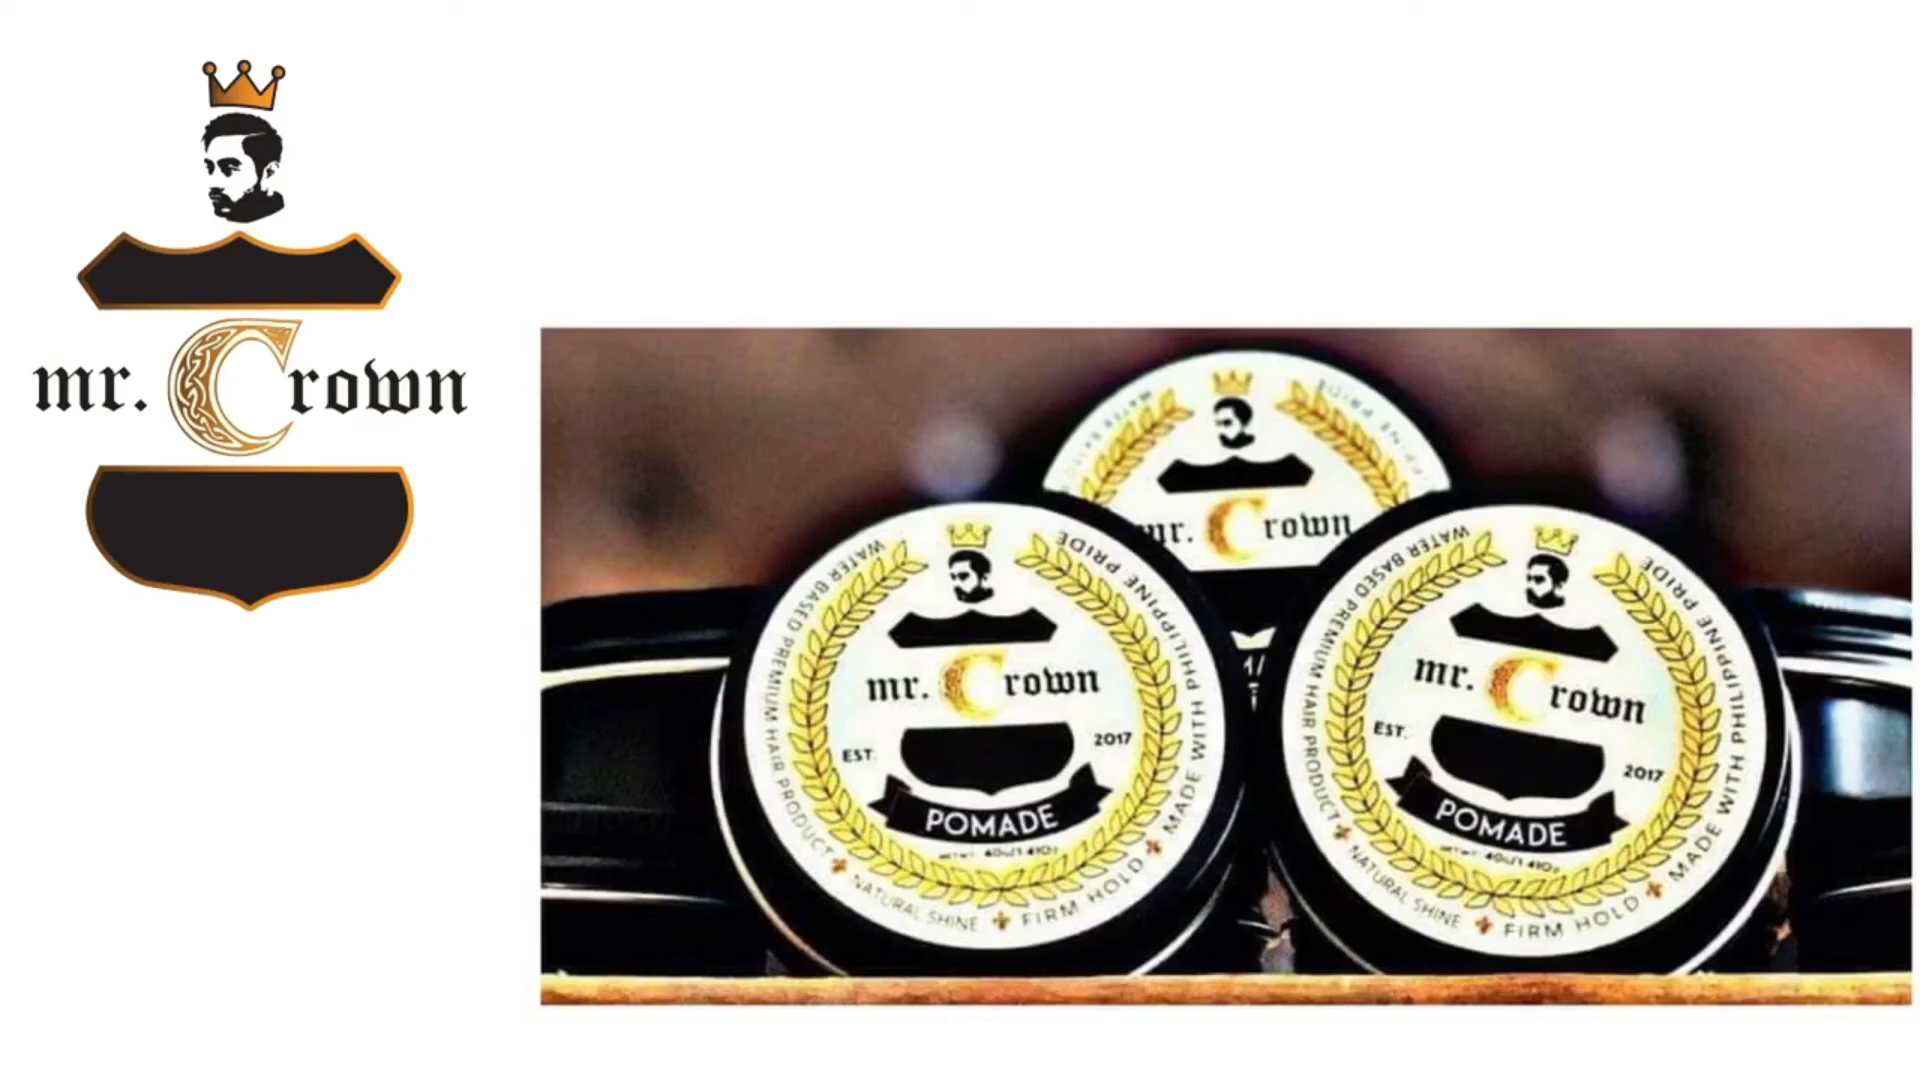 mr. Crown
mr. Crown
WATER BASED PREMIUM HAIR PRODUCT
MADE WITH PHILIPPINE PRIDE
mr. Crown
EST. 2017
POMADE
NATURAL SHINE
FIRM HOLD
WATER BASED PREMIUM HAIR PRODUCT
MADE WITH PHILIPPINE PRIDE
mr. Crown
EST. 2017
POMADE
NATURAL SHINE
FIRM HOLD